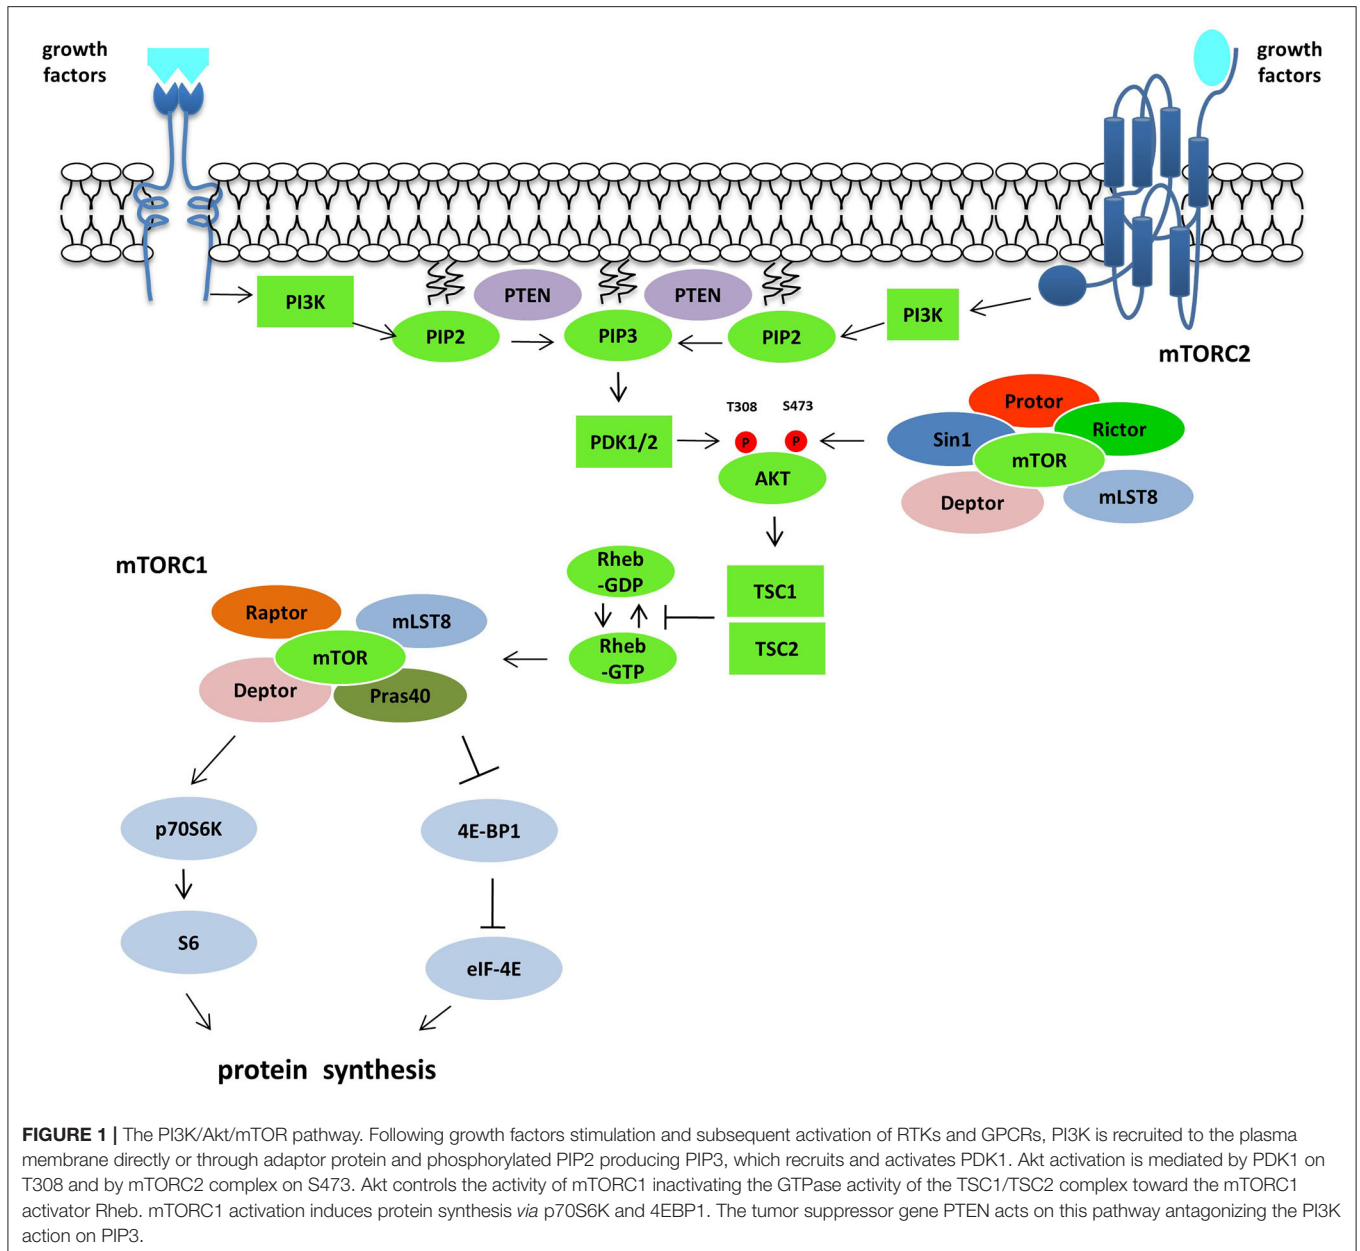 growth
factors
growth
factors
PI3K
PIP2
PTEN
PIP3
PTEN
PIP2
PI3K
mTORC2
PDK1/2
T308
S473
P
P
AKT
Protor
Sin1
Rictor
mTOR
Deptor
mLST8
mTORC1
Rheb
-GDP
TSC1
Rheb
-GTP
TSC2
Raptor
mLST8
mTOR
Deptor
Pras40
p70S6K
4E-BP1
S6
eIF-4E
protein synthesis
FIGURE 1 | The PI3K/Akt/mTOR pathway. Following growth factors stimulation and subsequent activation of RTKs and GPCRs, PI3K is recruited to the plasma
membrane directly or through adaptor protein and phosphorylated PIP2 producing PIP3, which recruits and activates PDK1. Akt activation is mediated by PDK1 on
T308 and by mTORC2 complex on S473. Akt controls the activity of mTORC1 inactivating the GTPase activity of the TSC1/TSC2 complex toward the mTORC1
activator Rheb. mTORC1 activation induces protein synthesis via p70S6K and 4EBP1. The tumor suppressor gene PTEN acts on this pathway antagonizing the PI3K
action on PIP3.